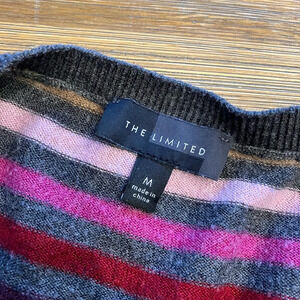 THE LIMITED
M
made in
china